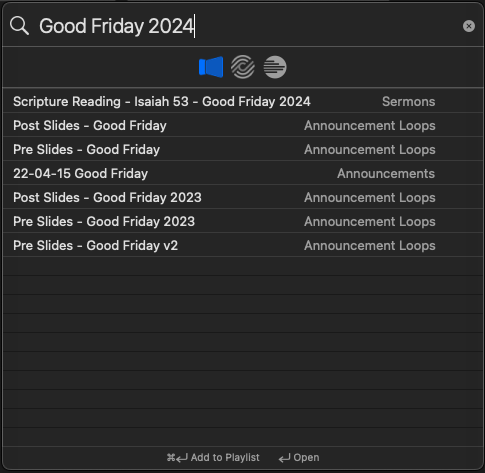 Good Friday 2024
Scripture Reading - Isaiah 53 - Good Friday 2024 Sermons
Post Slides - Good Friday Announcement Loops
Pre Slides - Good Friday Announcement Loops
22-04-15 Good Friday Announcements
Post Slides - Good Friday 2023 Announcement Loops
Pre Slides - Good Friday 2023 Announcement Loops
Pre Slides - Good Friday v2 Announcement Loops
⌘↵ Add to Playlist ↵ Open